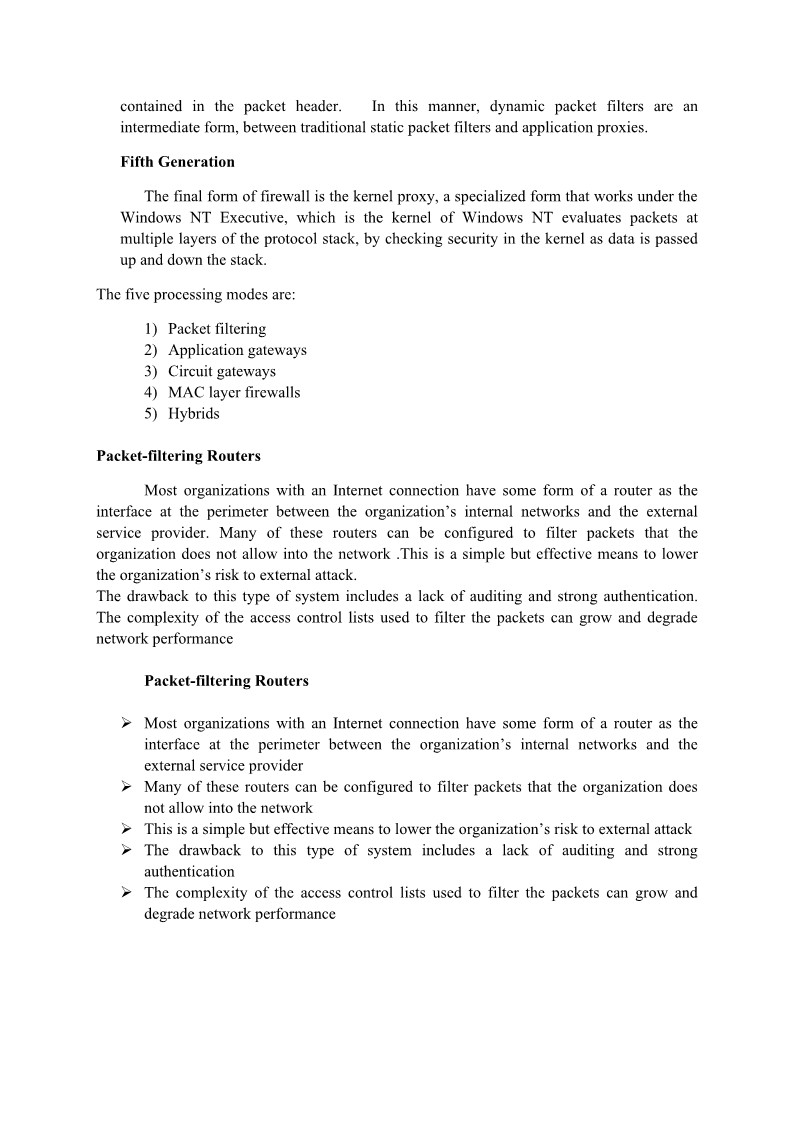 contained in the packet header. In this manner, dynamic packet filters are an
intermediate form, between traditional static packet filters and application proxies.
Fifth Generation
The final form of firewall is the kernel proxy, a specialized form that works under the
Windows NT Executive, which is the kernel of Windows NT evaluates packets at
multiple layers of the protocol stack, by checking security in the kernel as data is passed
up and down the stack.
The five processing modes are:
1) Packet filtering
2) Application gateways
3) Circuit gateways
4) MAC layer firewalls
5) Hybrids
Packet-filtering Routers
Most organizations with an Internet connection have some form of a router as the
interface at the perimeter between the organization’s internal networks and the external
service provider. Many of these routers can be configured to filter packets that the
organization does not allow into the network .This is a simple but effective means to lower
the organization’s risk to external attack.
The drawback to this type of system includes a lack of auditing and strong authentication.
The complexity of the access control lists used to filter the packets can grow and degrade
network performance
Packet-filtering Routers
➢ Most organizations with an Internet connection have some form of a router as the
interface at the perimeter between the organization’s internal networks and the
external service provider
➢ Many of these routers can be configured to filter packets that the organization does
not allow into the network
➢ This is a simple but effective means to lower the organization’s risk to external attack
➢ The drawback to this type of system includes a lack of auditing and strong
authentication
➢ The complexity of the access control lists used to filter the packets can grow and
degrade network performance